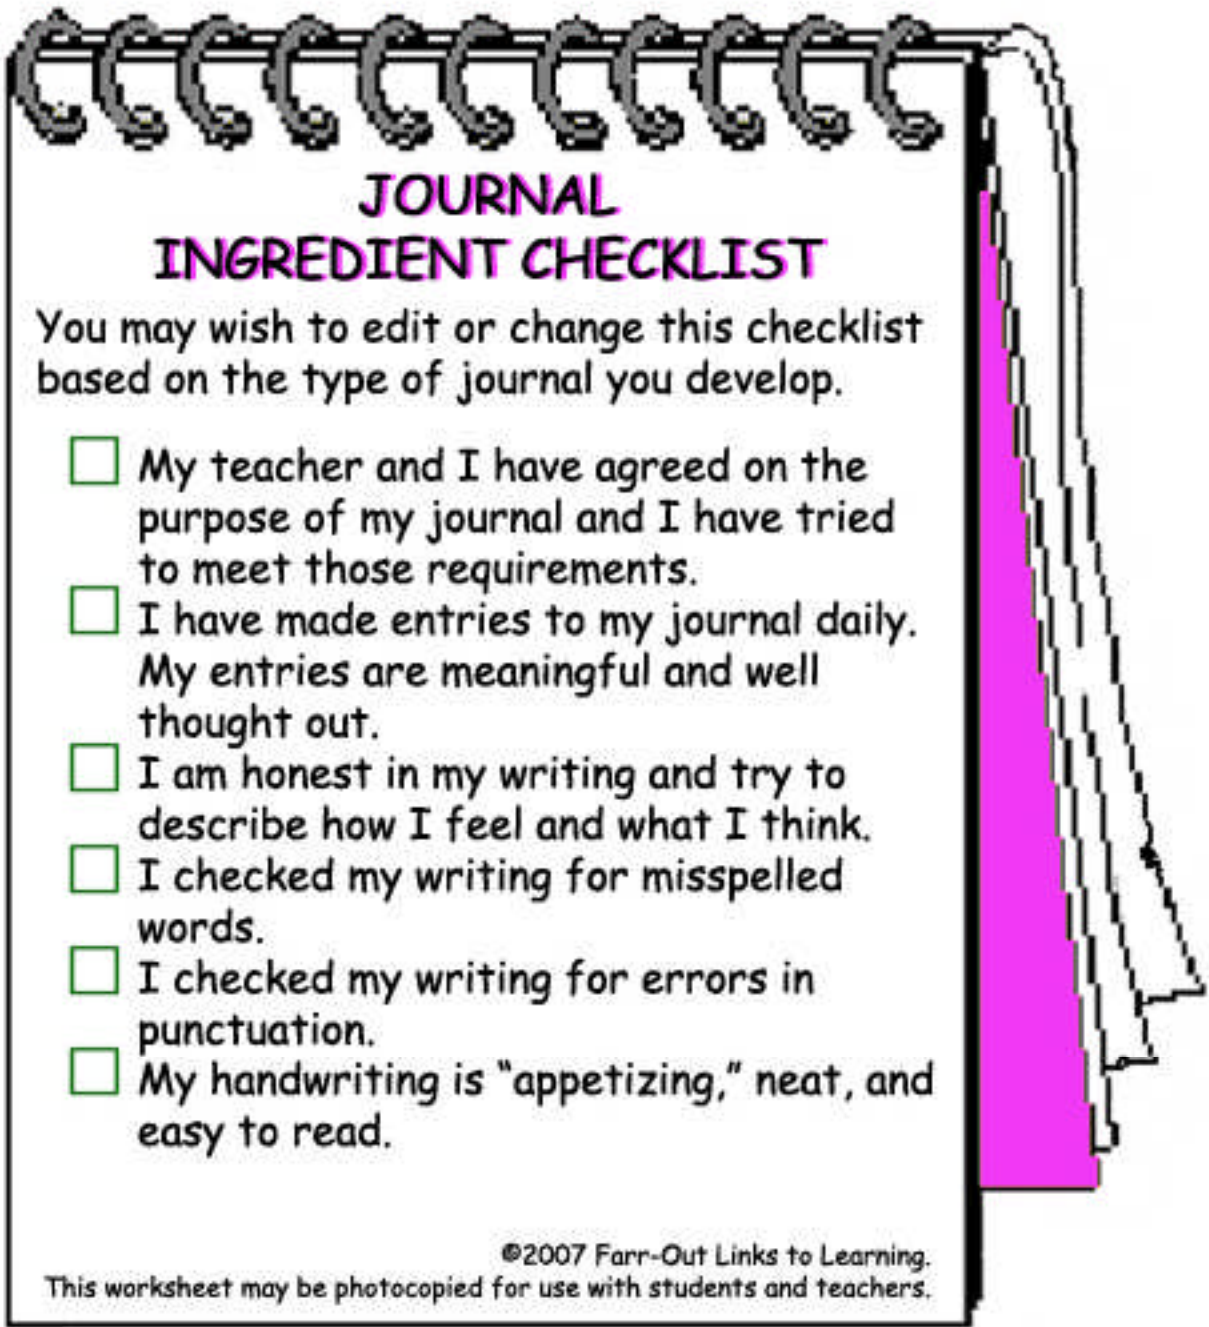 JOURNAL
INGREDIENT CHECKLIST
You may wish to edit or change this checklist
based on the type of journal you develop.
My teacher and I have agreed on the
purpose of my journal and I have tried
to meet those requirements.
I have made entries to my journal daily.
My entries are meaningful and well
thought out.
I am honest in my writing and try to
describe how I feel and what I think.
I checked my writing for misspelled
words.
I checked my writing for errors in
punctuation.
My handwriting is “appetizing,” neat, and
easy to read.
©2007 Farr-Out Links to Learning.
This worksheet may be photocopied for use with students and teachers.